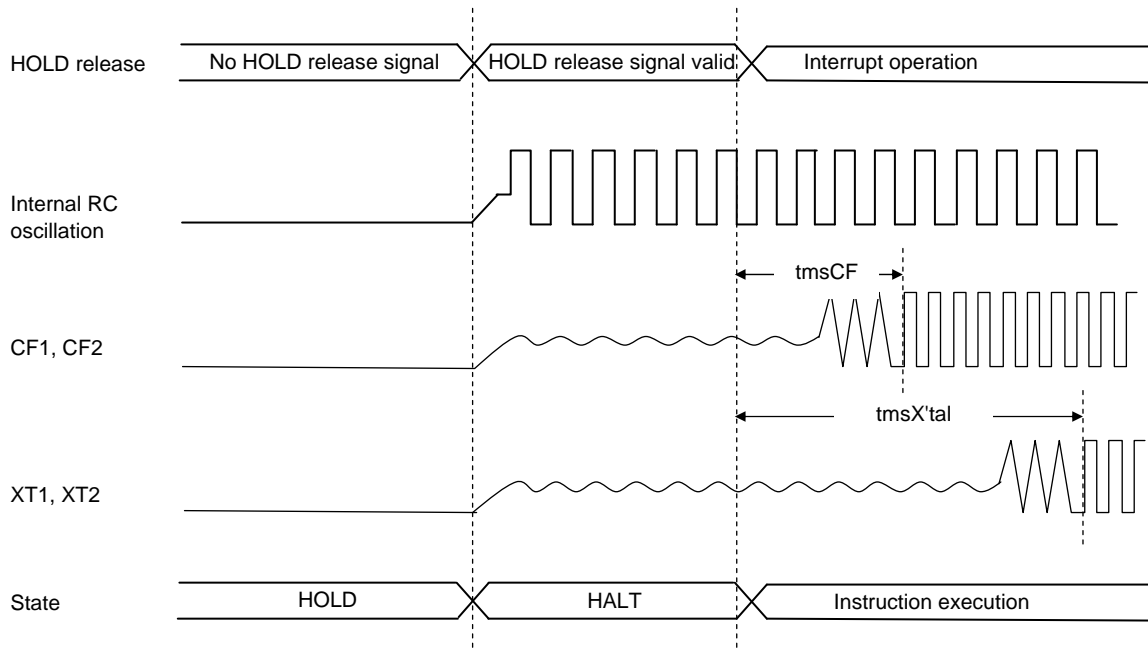 HOLD release
No HOLD release signal
HOLD release signal valid
Interrupt operation
Internal RC
oscillation
tmsCF
CF1, CF2
tmsX'tal
XT1, XT2
State
HOLD
HALT
Instruction execution